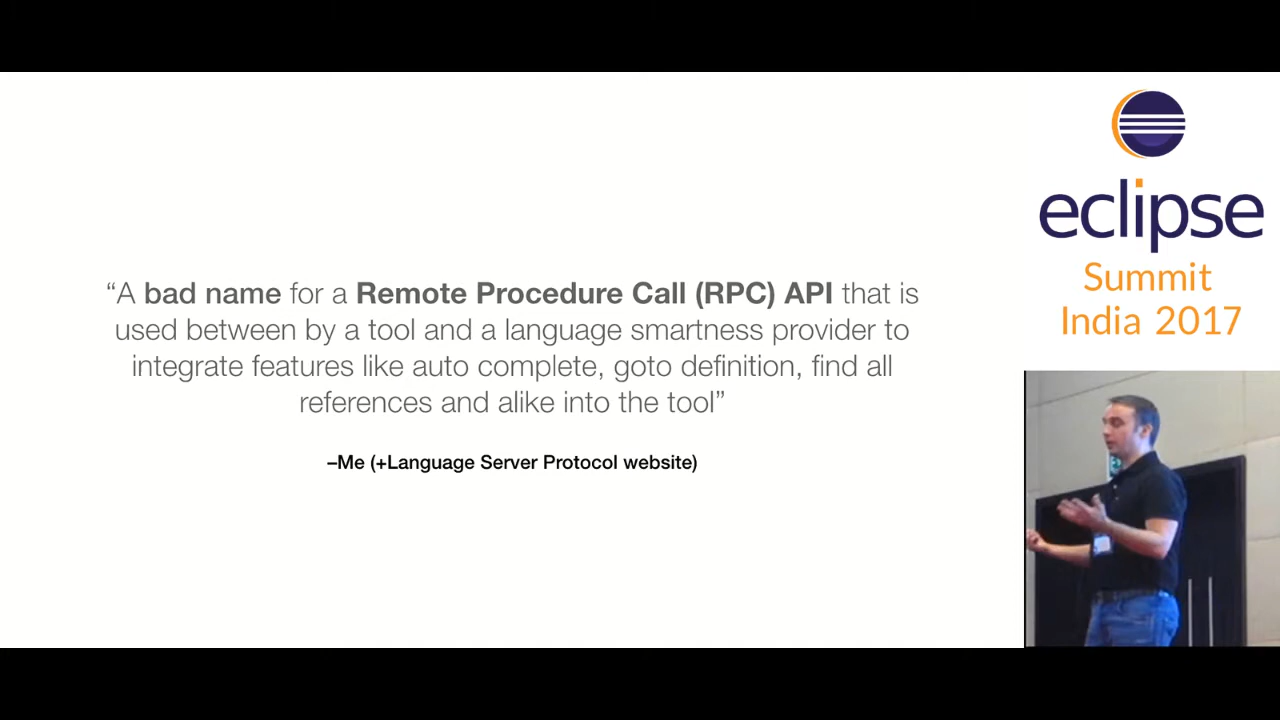 “A bad name for a Remote Procedure Call (RPC) API that is
used between by a tool and a language smartness provider to
integrate features like auto complete, goto definition, find all
references and alike into the tool”
–Me (+Language Server Protocol website)
eclipse
Summit
India 2017